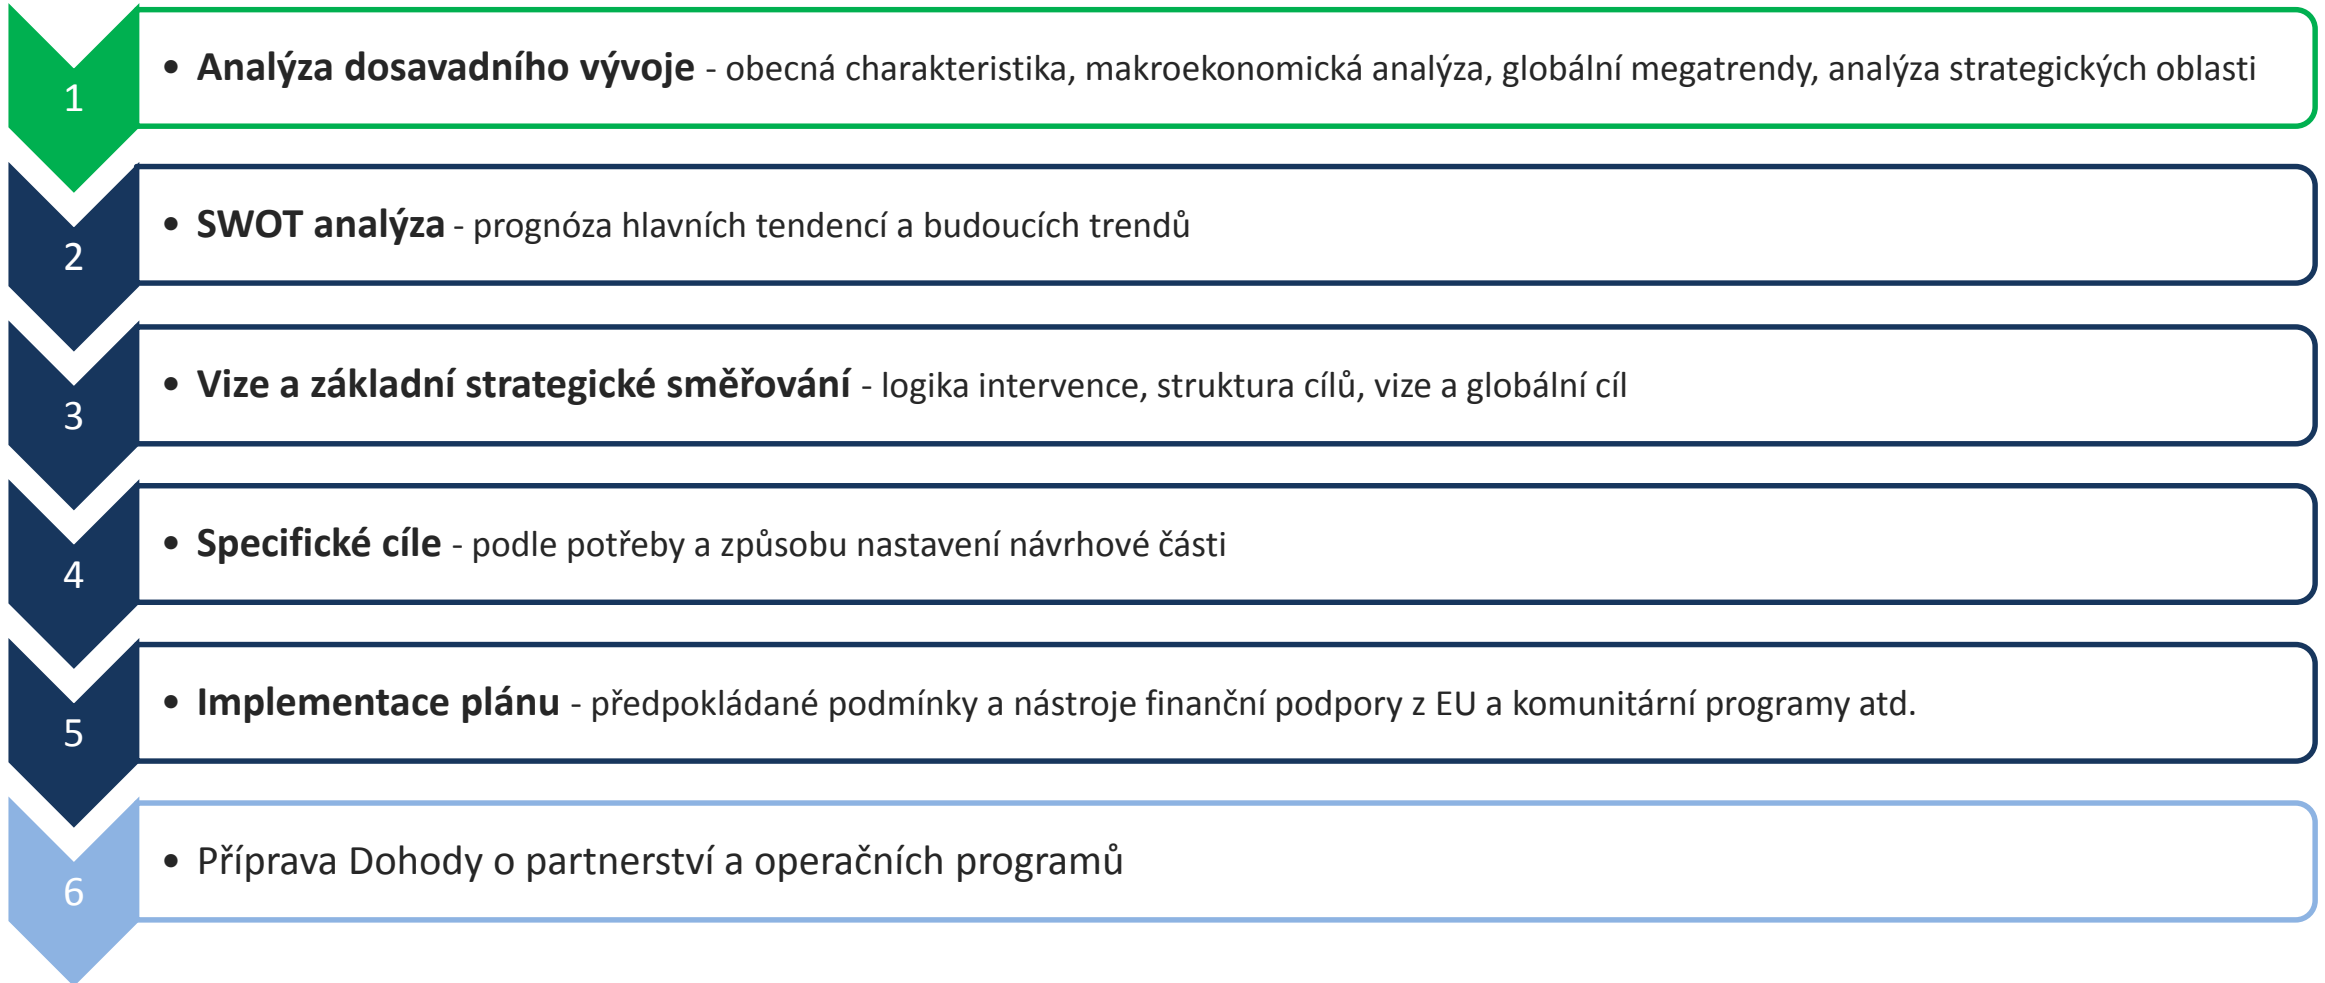 1
• Analýza dosavadního vývoje - obecná charakteristika, makroekonomická analýza, globální megatrendy, analýza strategických oblasti
2
• SWOT analýza - prognóza hlavních tendencí a budoucích trendů
3
• Vize a základní strategické směřování - logika intervence, struktura cílů, vize a globální cíl
4
• Specifické cíle - podle potřeby a způsobu nastavení návrhové části
5
• Implementace plánu - předpokládané podmínky a nástroje finanční podpory z EU a komunitární programy atd.
6
• Příprava Dohody o partnerství a operačních programů